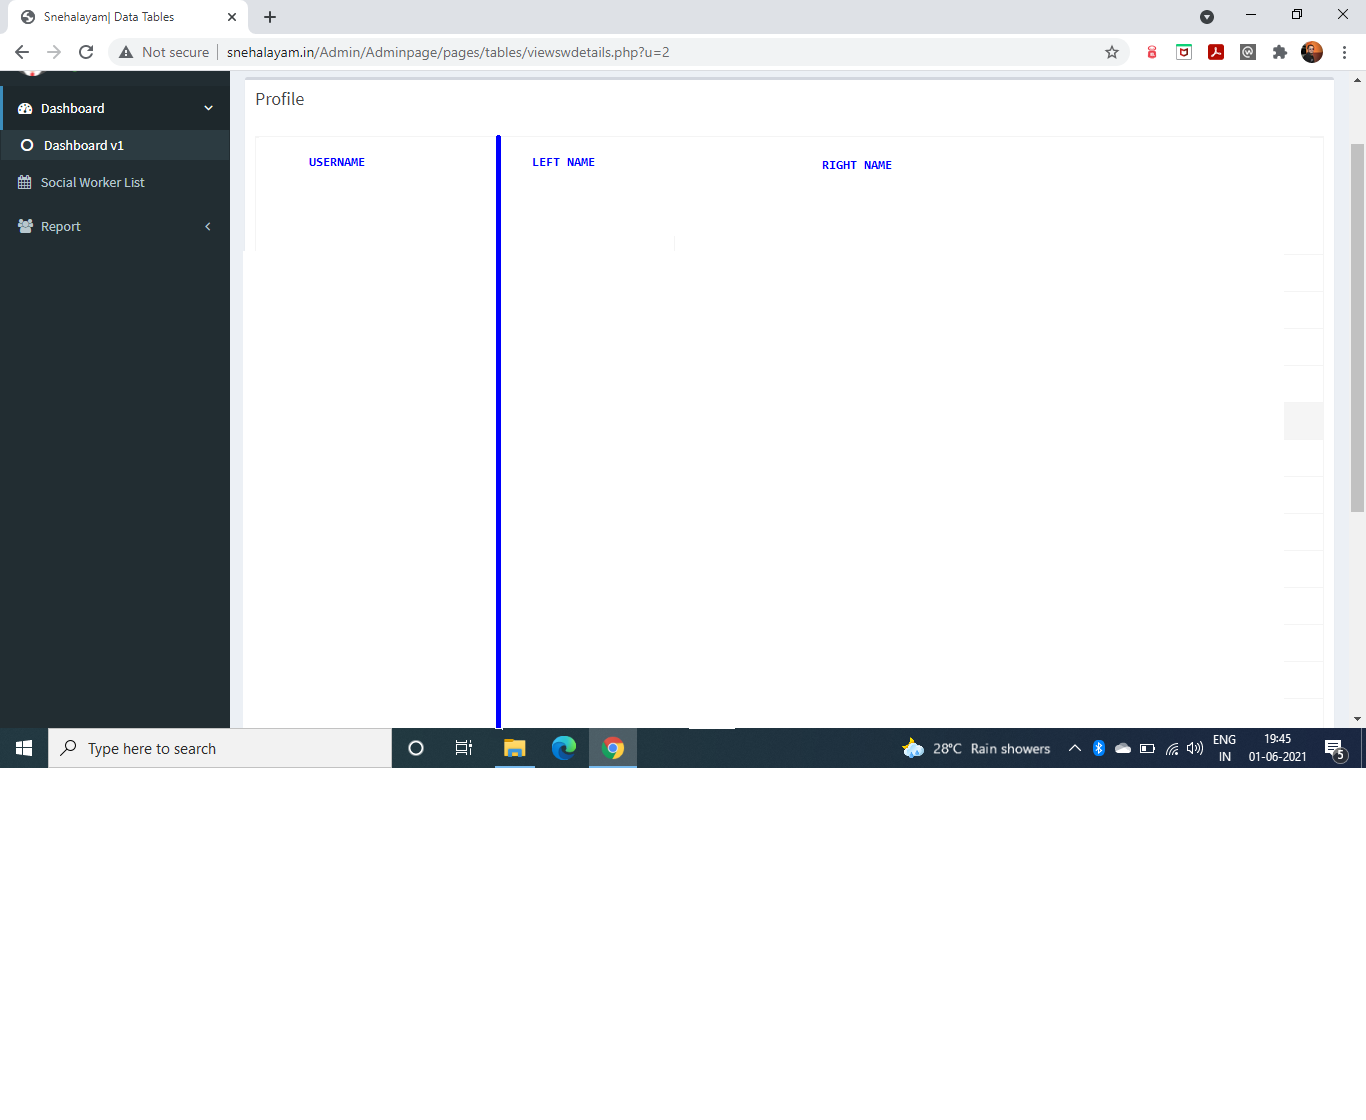 Snehalayam| Data Tables
Not secure
snehalayam.in/Admin/Adminpage/pages/tables/viewswdetails.php?u=2
Dashboard
Dashboard v1
Social Worker List
Report
Profile
USERNAME
LEFT NAME
RIGHT NAME
Type here to search
28°C Rain showers
ENG
IN
19:45
01-06-2021
5